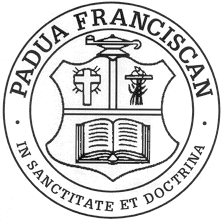 PADUA FRANCISCAN
· IN SANCTITATE ET DOCTRINA ·